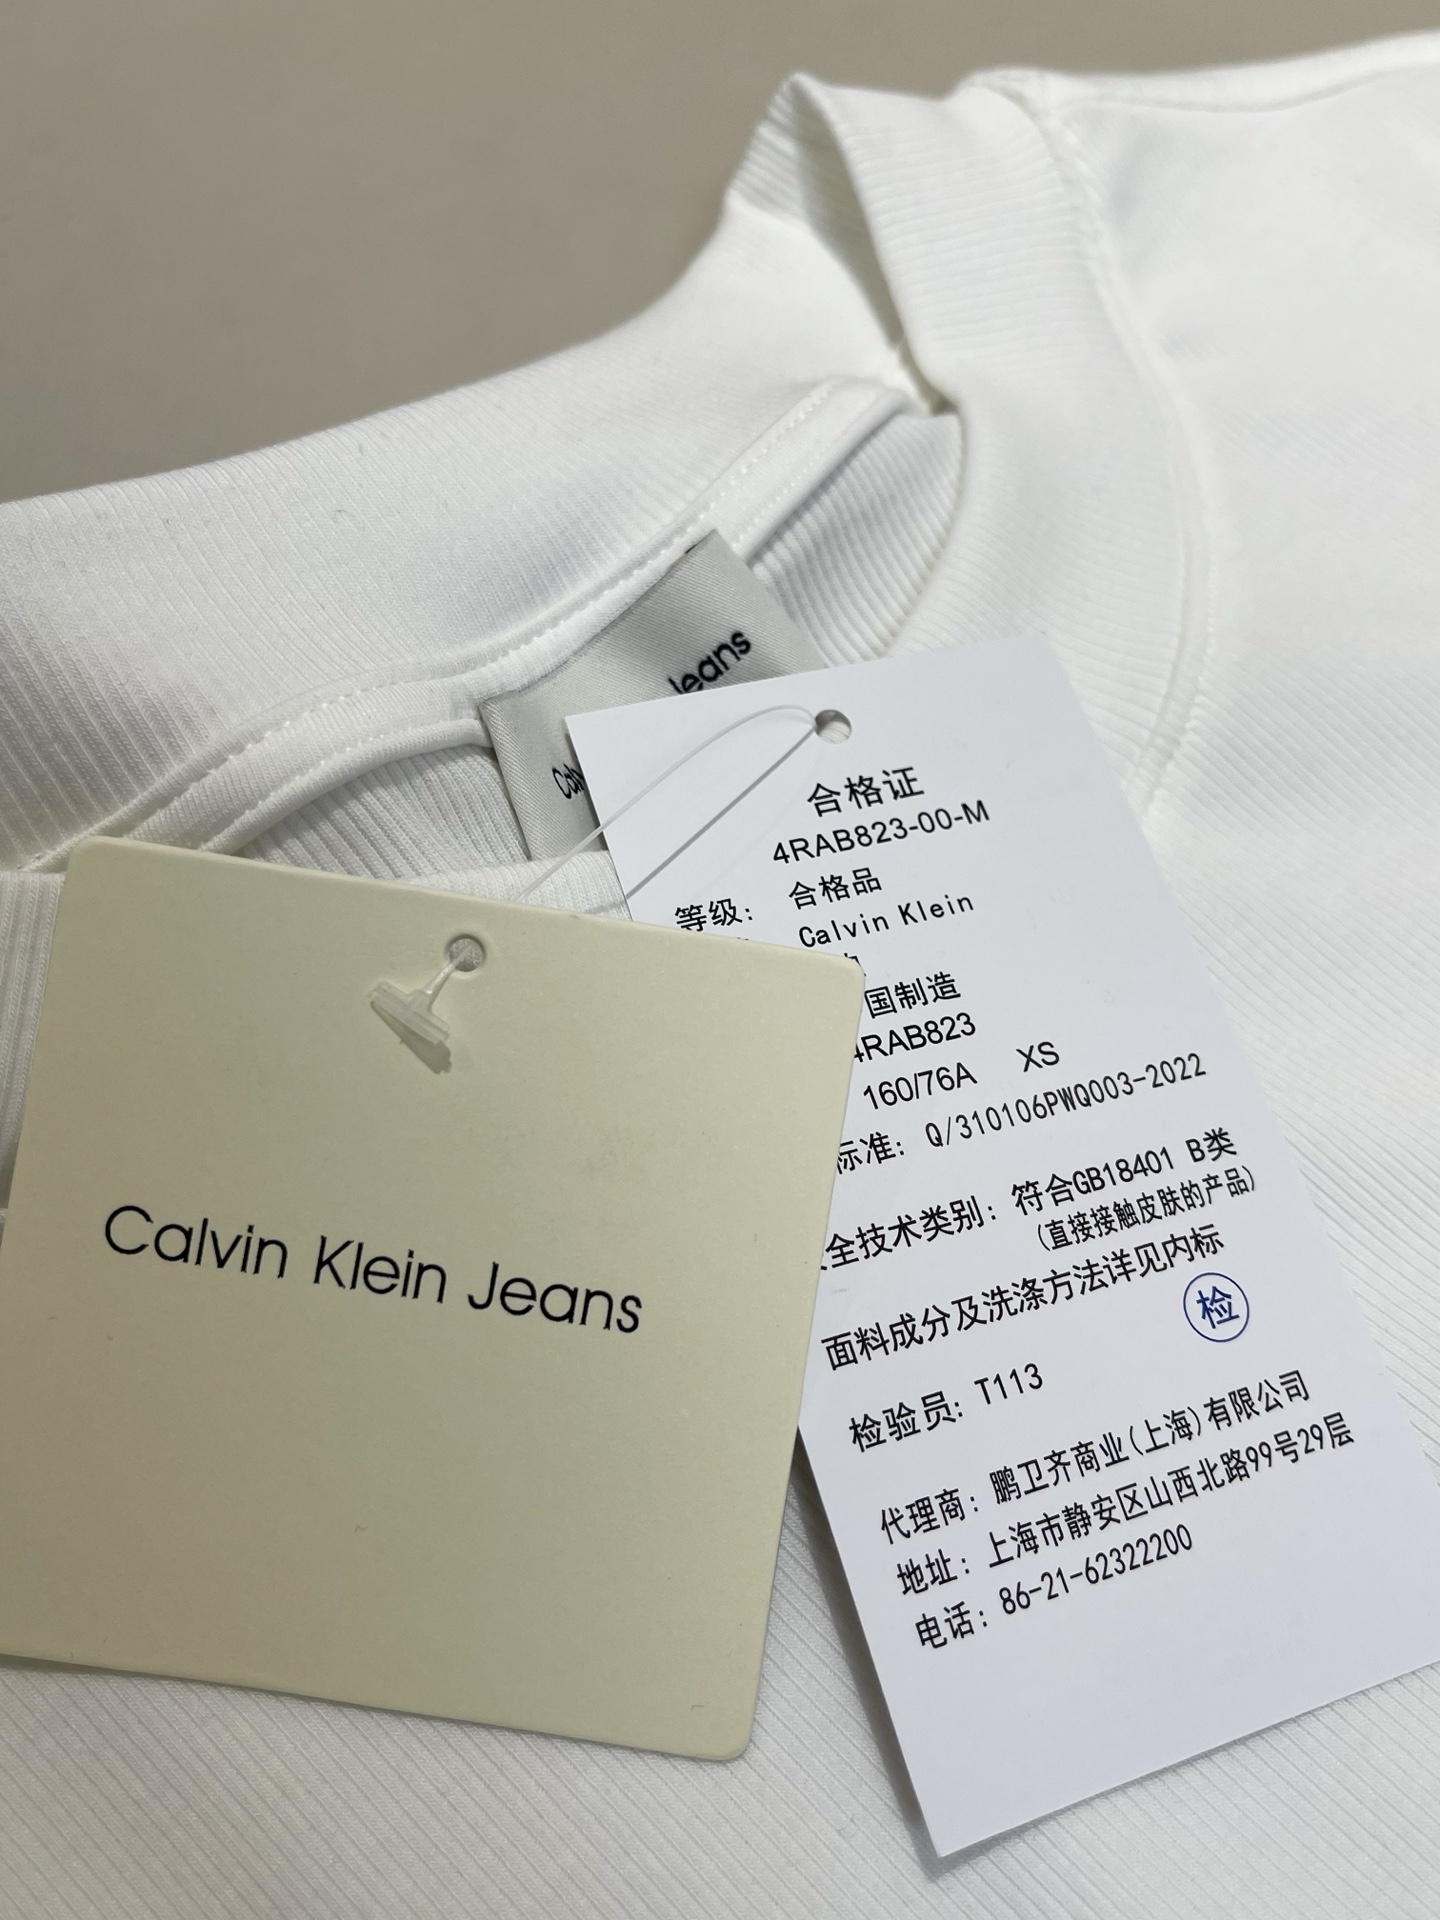 Jeans
合格证
4RAB823-00-M
等级： 合格品
Calvin Klein
国制造
4RAB823
160/76A XS
标准: Q/310106PWQ003-2022
全技术类别: 符合GB18401 B类
(直接接触皮肤的产品)
面料成分及洗涤方法详见内标
检
检验员: T113
代理商: 鹏卫齐商业(上海)有限公司
地址: 上海市静安区山西北路99号29层
电话: 86-21-62322200
Calvin Klein Jeans